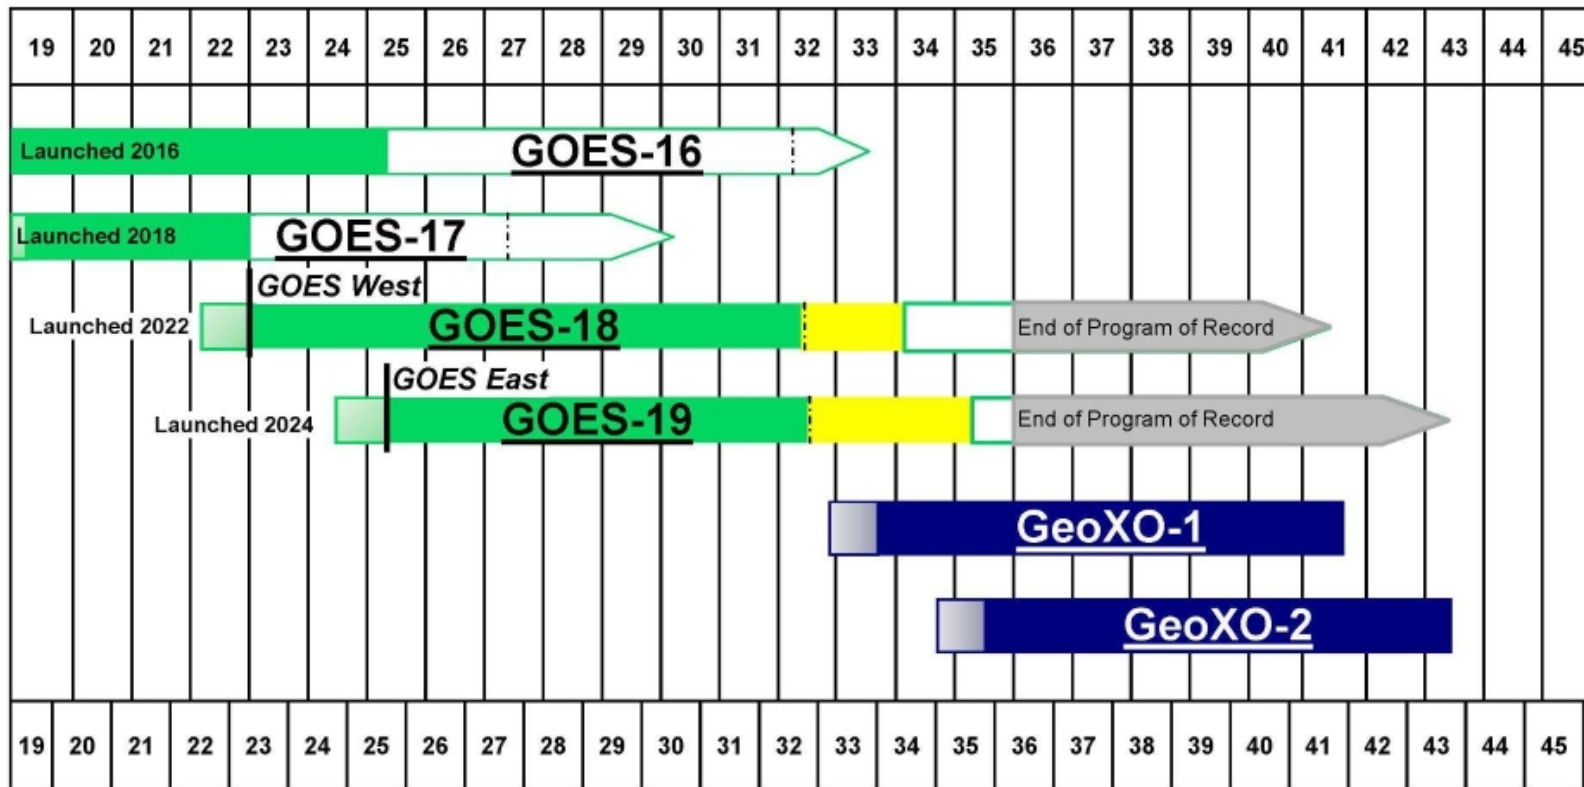 19 20 21 22 23 24 25 26 27 28 29 30 31 32 33 34 35 36 37 38 39 40 41 42 43 44 45
Launched 2016 GOES-16
Launched 2018 GOES-17
GOES West
Launched 2022 GOES-18 End of Program of Record
GOES East
Launched 2024 GOES-19 End of Program of Record
GeoXO-1
GeoXO-2
19 20 21 22 23 24 25 26 27 28 29 30 31 32 33 34 35 36 37 38 39 40 41 42 43 44 45